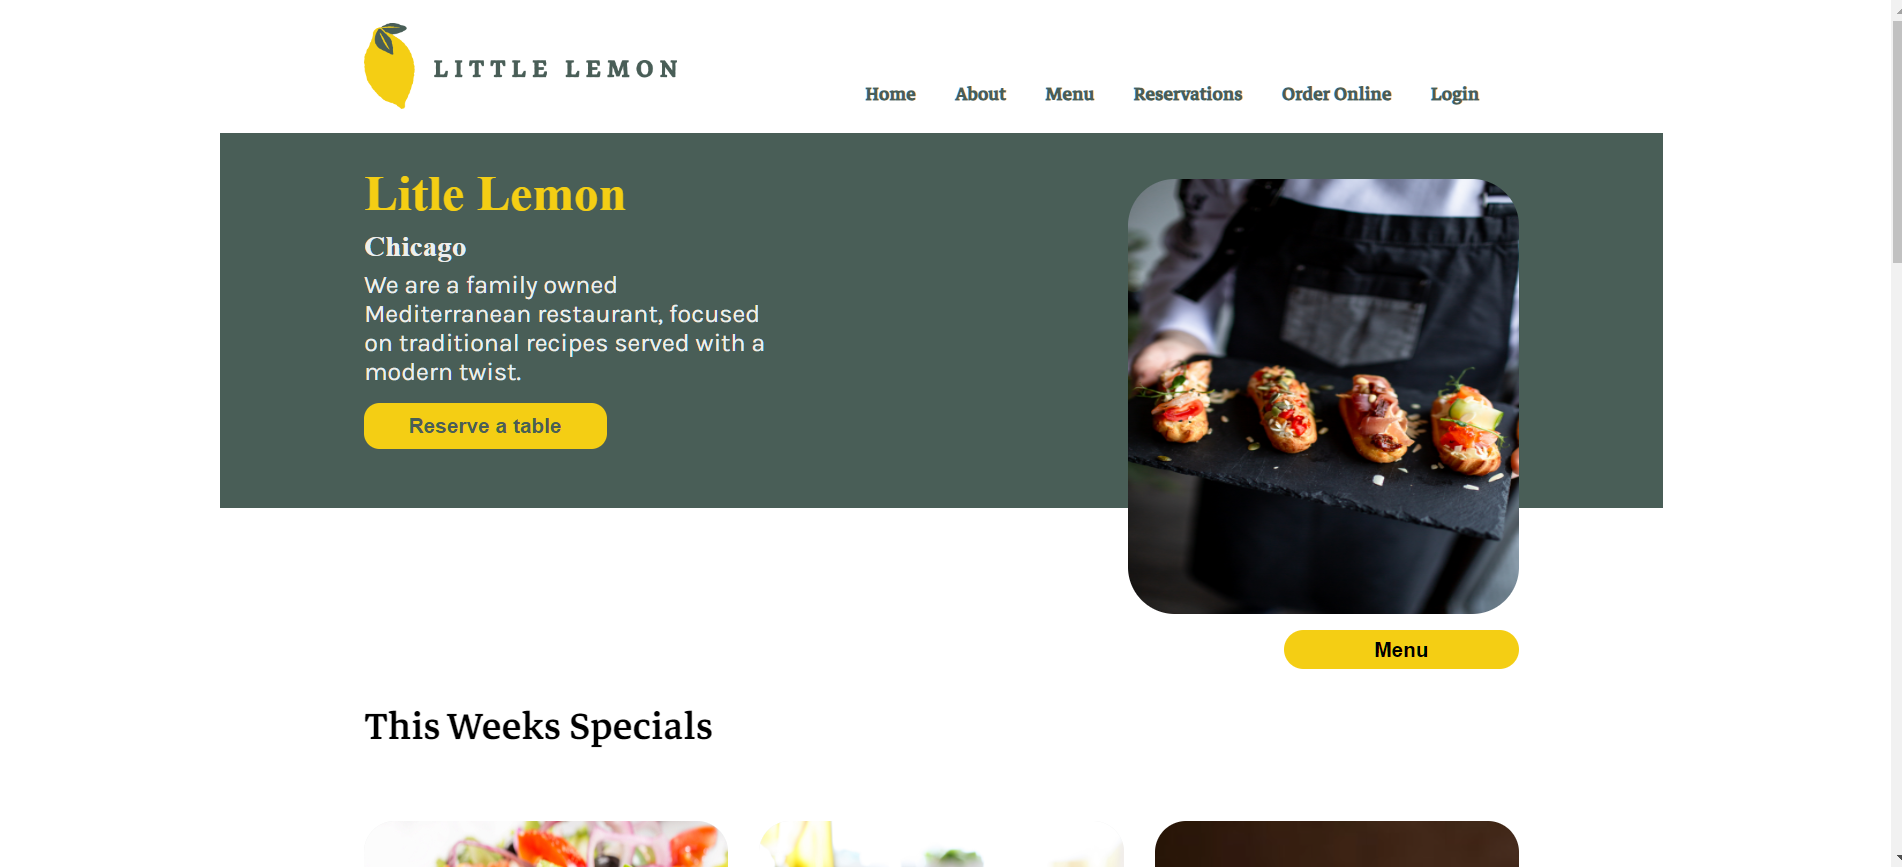 LITTLE LEMON
Home About Menu Reservations Order Online Login
Litle Lemon
Chicago
We are a family owned
Mediterranean restaurant, focused
on traditional recipes served with a
modern twist.
Reserve a table
Menu
This Weeks Specials